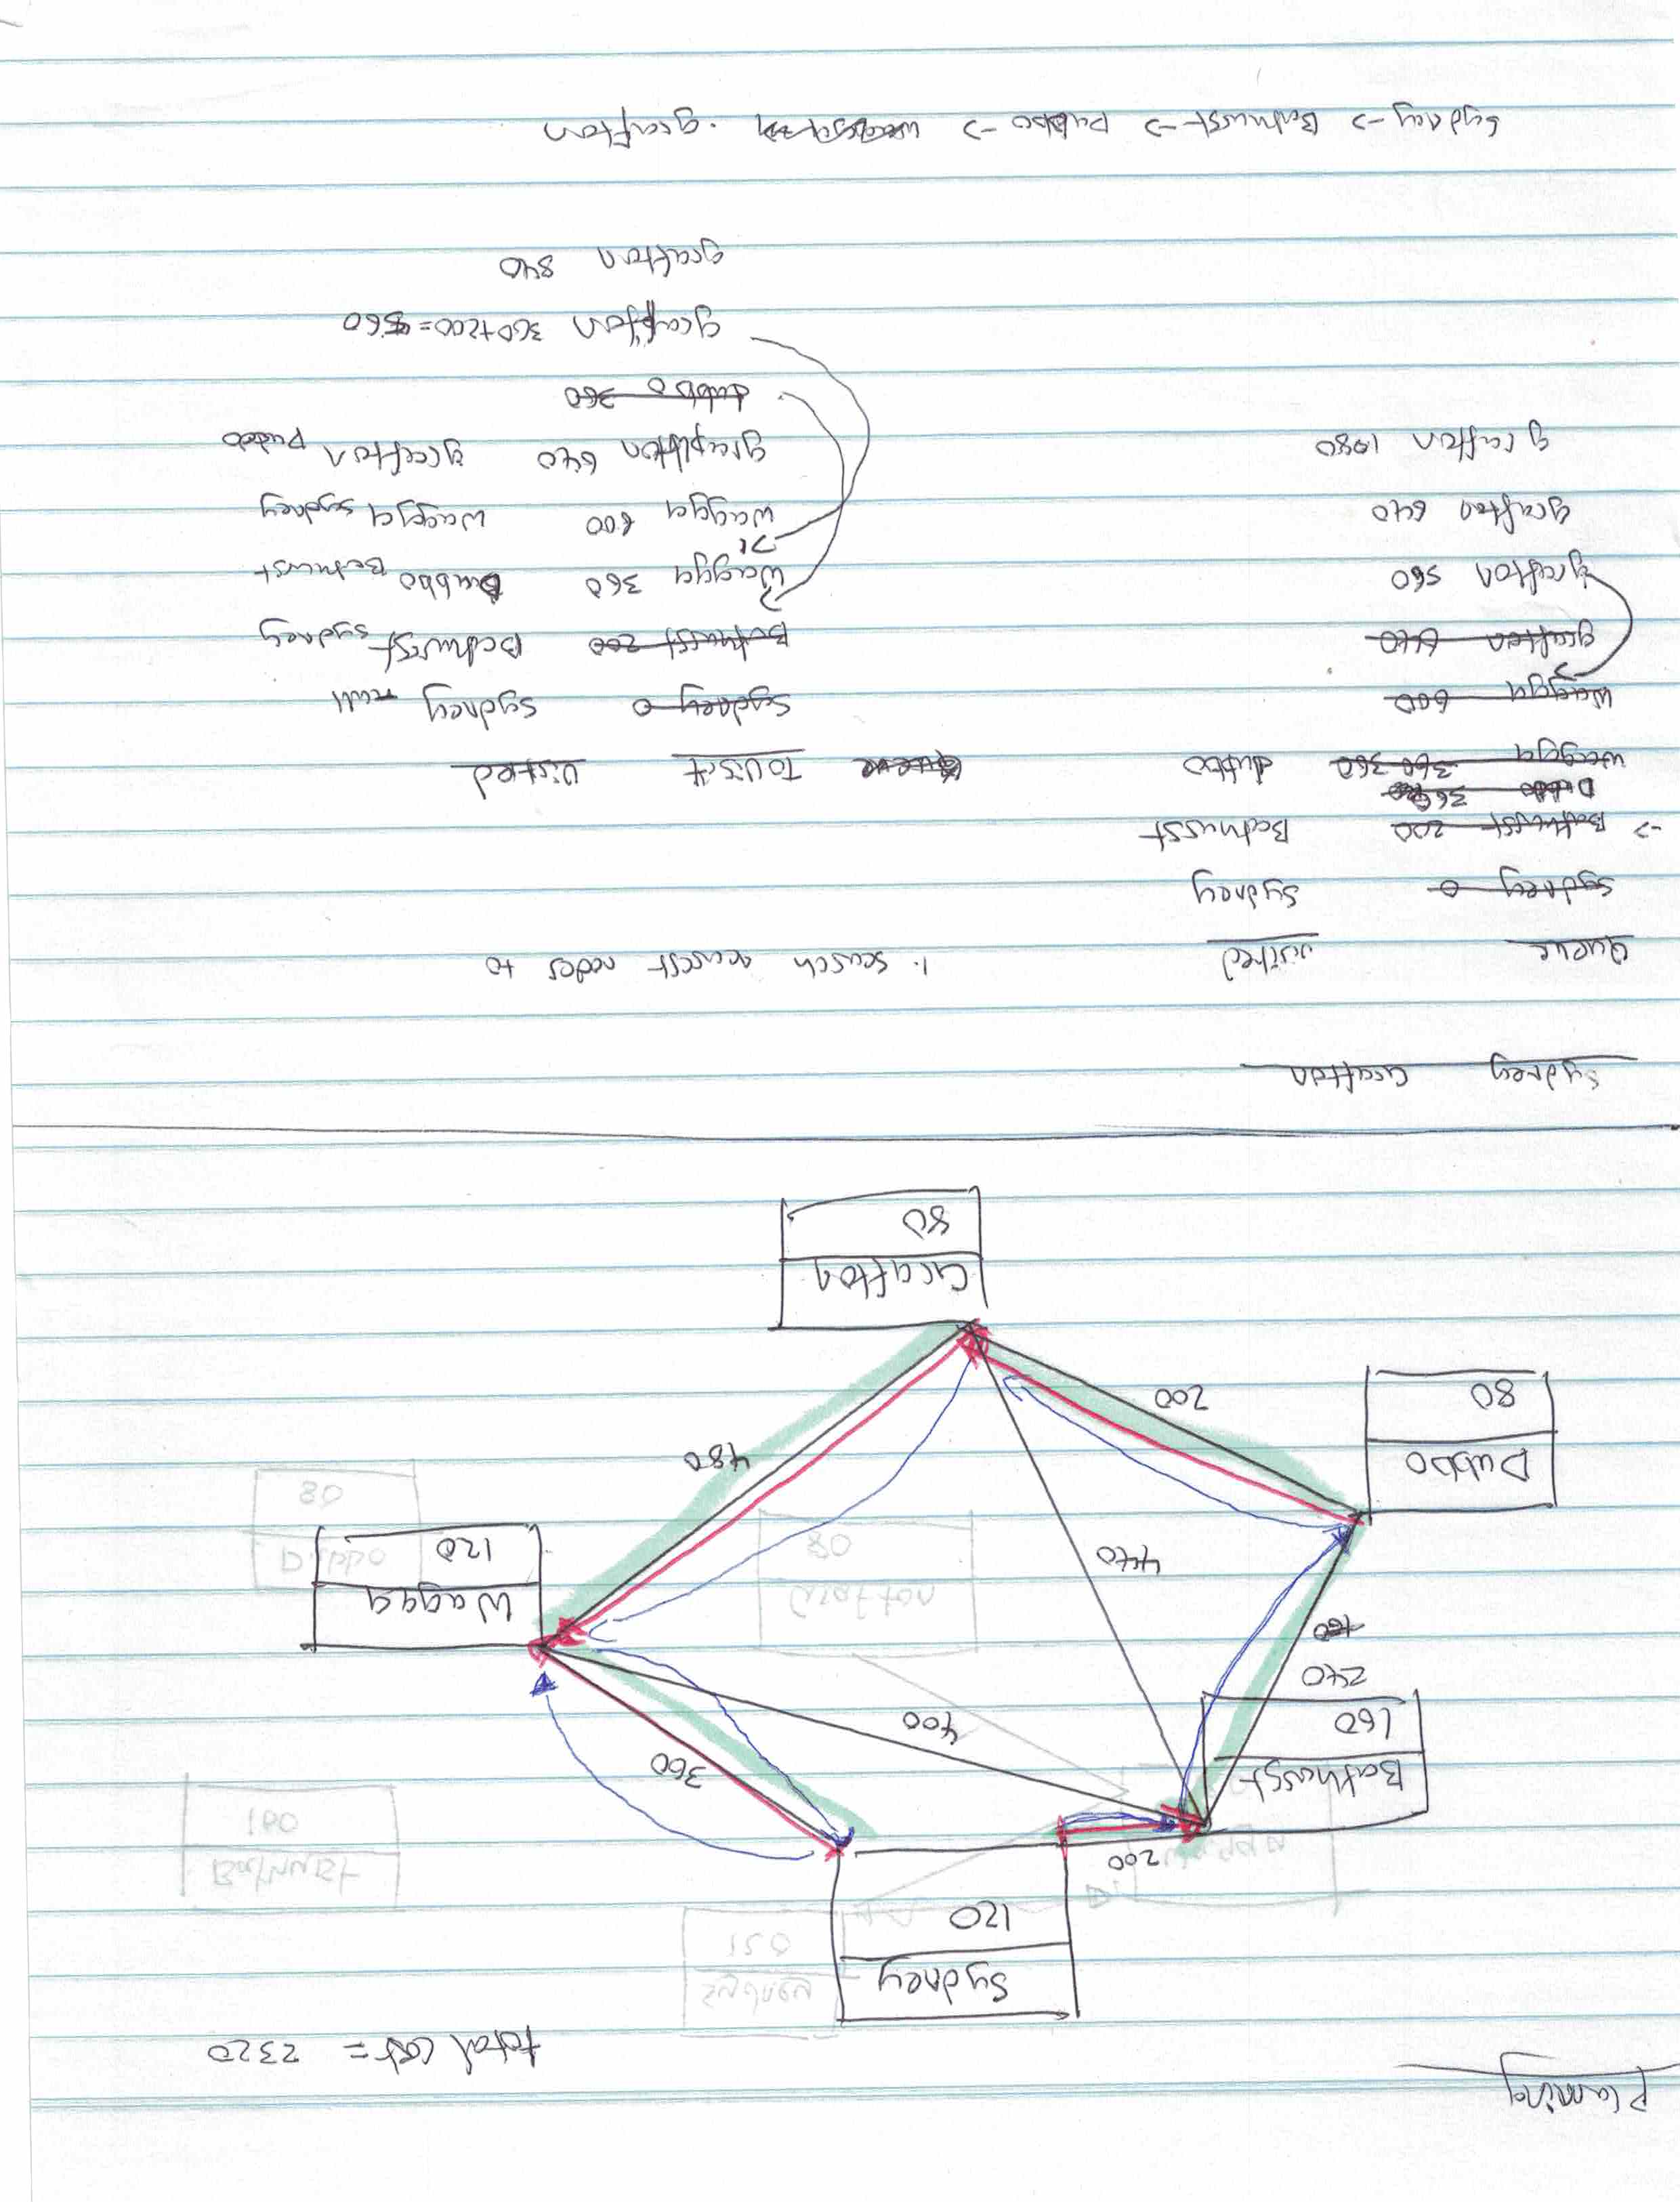 Planning
total cost = 2320
Sydney
120
200
Bathurst
160
360
400
240
160
Wagga
120
440
480
Dubbo
80
200
Grafton
80
Sydney Grafton
Queue visited 1. search nearest nodes to
Sydney 0 Sydney
-> Bathurst 200 Bathurst
Dubbo 360
Wagga 360 360 dubbo
Queue To Visit Visted
Wagga 600
Sydney 0 Sydney null
grafton 640
Bathurst 200 Bathurst Sydney
grafton 560
Wagga 360 Dubbo Bathurst
grafton 640
wagga 600 wagga sydney
grafton 1080
graphton 640 grafton Dubbo
dubbo 360
grafton 360+200=560
grafton 840
Sydney -> Bathurst -> Dubbo -> grafton